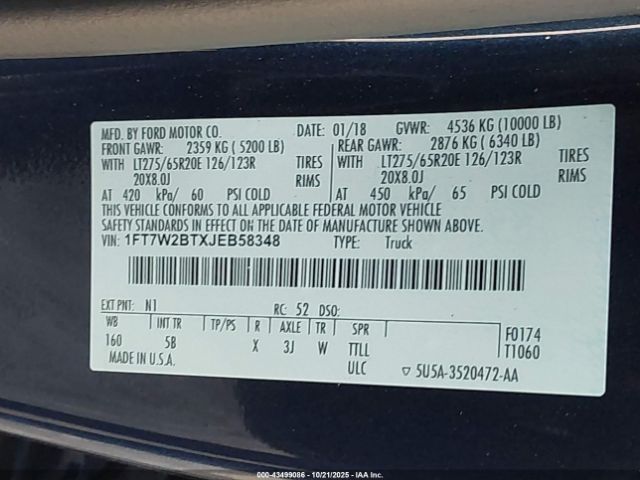 MFD. BY FORD MOTOR CO. DATE: 01/18 GVWR: 4536 KG (10000 LB)
FRONT GAWR: 2359 KG ( 5200 LB) REAR GAWR: 2876 KG ( 6340 LB)
WITH LT275/65R20E 126/123R TIRES WITH LT275/65R20E 126/123R TIRES
20X8.0J RIMS 20X8.0J RIMS
AT 420 kPa/ 60 PSI COLD AT 450 kPa/ 65 PSI COLD
THIS VEHICLE CONFORMS TO ALL APPLICABLE FEDERAL MOTOR VEHICLE
SAFETY STANDARDS IN EFFECT ON THE DATE OF MANUFACTURE SHOWN ABOVE.
VIN: 1FT7W2BTXJEB58348 TYPE: Truck
EXT PNT: N1 RC: 52 DSO:
WB INT TR TP/PS R AXLE TR SPR F0174
160 5B X 3J W TTLL T1060
MADE IN U.S.A. ULC ▽ 5U5A-3520472-AA
000-43499086 - 10/21/2025 - IAAI, Inc.